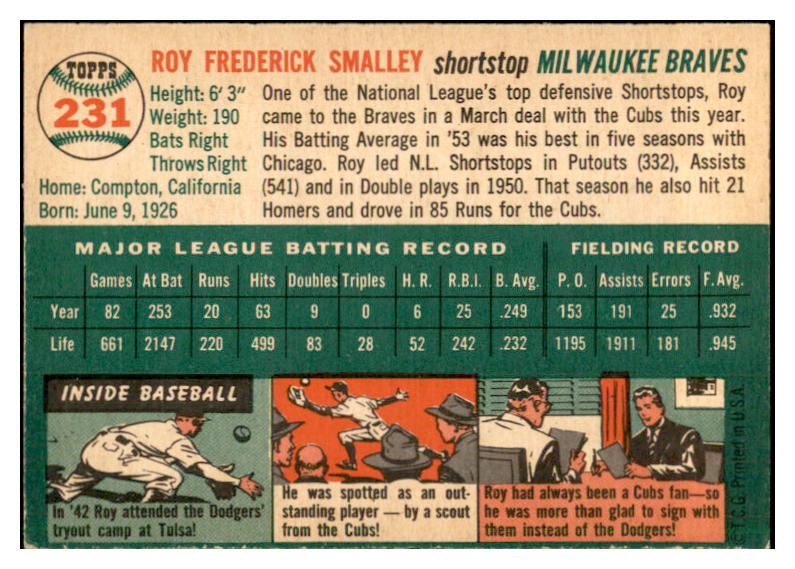 TOPPS
231
ROY FREDERICK SMALLEY shortstop MILWAUKEE BRAVES
Height: 6' 3"
Weight: 190
Bats Right
Throws Right
Home: Compton, California
Born: June 9, 1926
One of the National League's top defensive Shortstops, Roy
came to the Braves in a March deal with the Cubs this year.
His Batting Average in '53 was his best in five seasons with
Chicago. Roy led N.L. Shortstops in Putouts (332), Assists
(541) and in Double plays in 1950. That season he also hit 21
Homers and drove in 85 Runs for the Cubs.
MAJOR LEAGUE BATTING RECORD FIELDING RECORD
Games At Bat Runs Hits Doubles Triples H. R. R.B.I. B. Avg. P. O. Assists Errors F. Avg.
Year 82 253 20 63 9 0 6 25 .249 153 191 25 .932
Life 661 2147 220 499 83 28 52 242 .232 1195 1911 181 .945
INSIDE BASEBALL
In '42 Roy attended the Dodgers'
tryout camp at Tulsa!
He was spotted as an out-
standing player — by a scout
from the Cubs!
Roy had always been a Cubs fan—so
he was more than glad to sign with
them instead of the Dodgers!
© T.C.G. Printed in U.S.A.